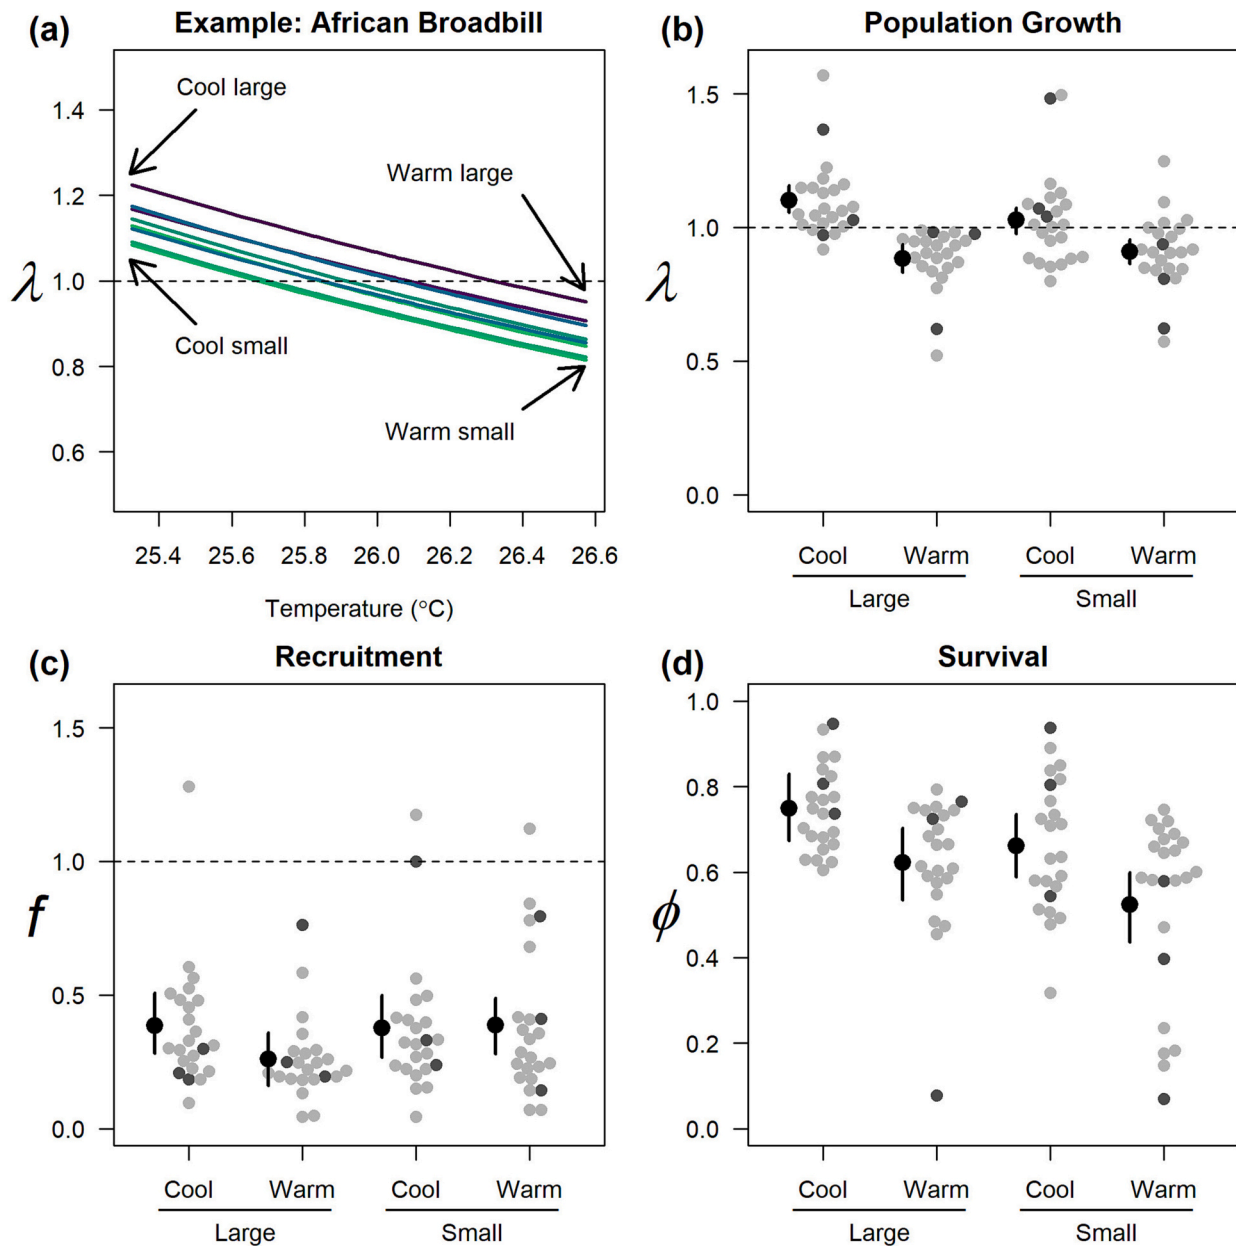 (a) Example: African Broadbill
Cool large
Warm large
Cool small
Warm small
λ
1.4
1.2
1.0
0.8
0.6
25.4 25.6 25.8 26.0 26.2 26.4 26.6
Temperature (°C)
(b) Population Growth
λ
1.5
1.0
0.5
0.0
Cool Warm Cool Warm
Large Small
(c) Recruitment
f
1.5
1.0
0.5
0.0
Cool Warm Cool Warm
Large Small
(d) Survival
ϕ
1.0
0.8
0.6
0.4
0.2
0.0
Cool Warm Cool Warm
Large Small